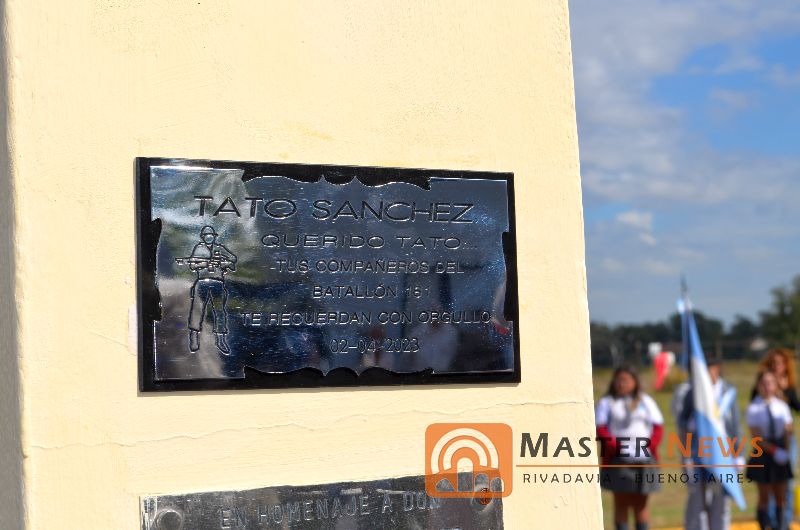 TATO SANCHEZ
QUERIDO TATO...
TUS COMPAÑEROS DEL
BATALLÓN 181
TE RECUERDAN CON ORGULLO
02-04-2023
EN HOMENAJE A DON
MASTER NEWS
RIVADAVIA - BUENOS AIRES